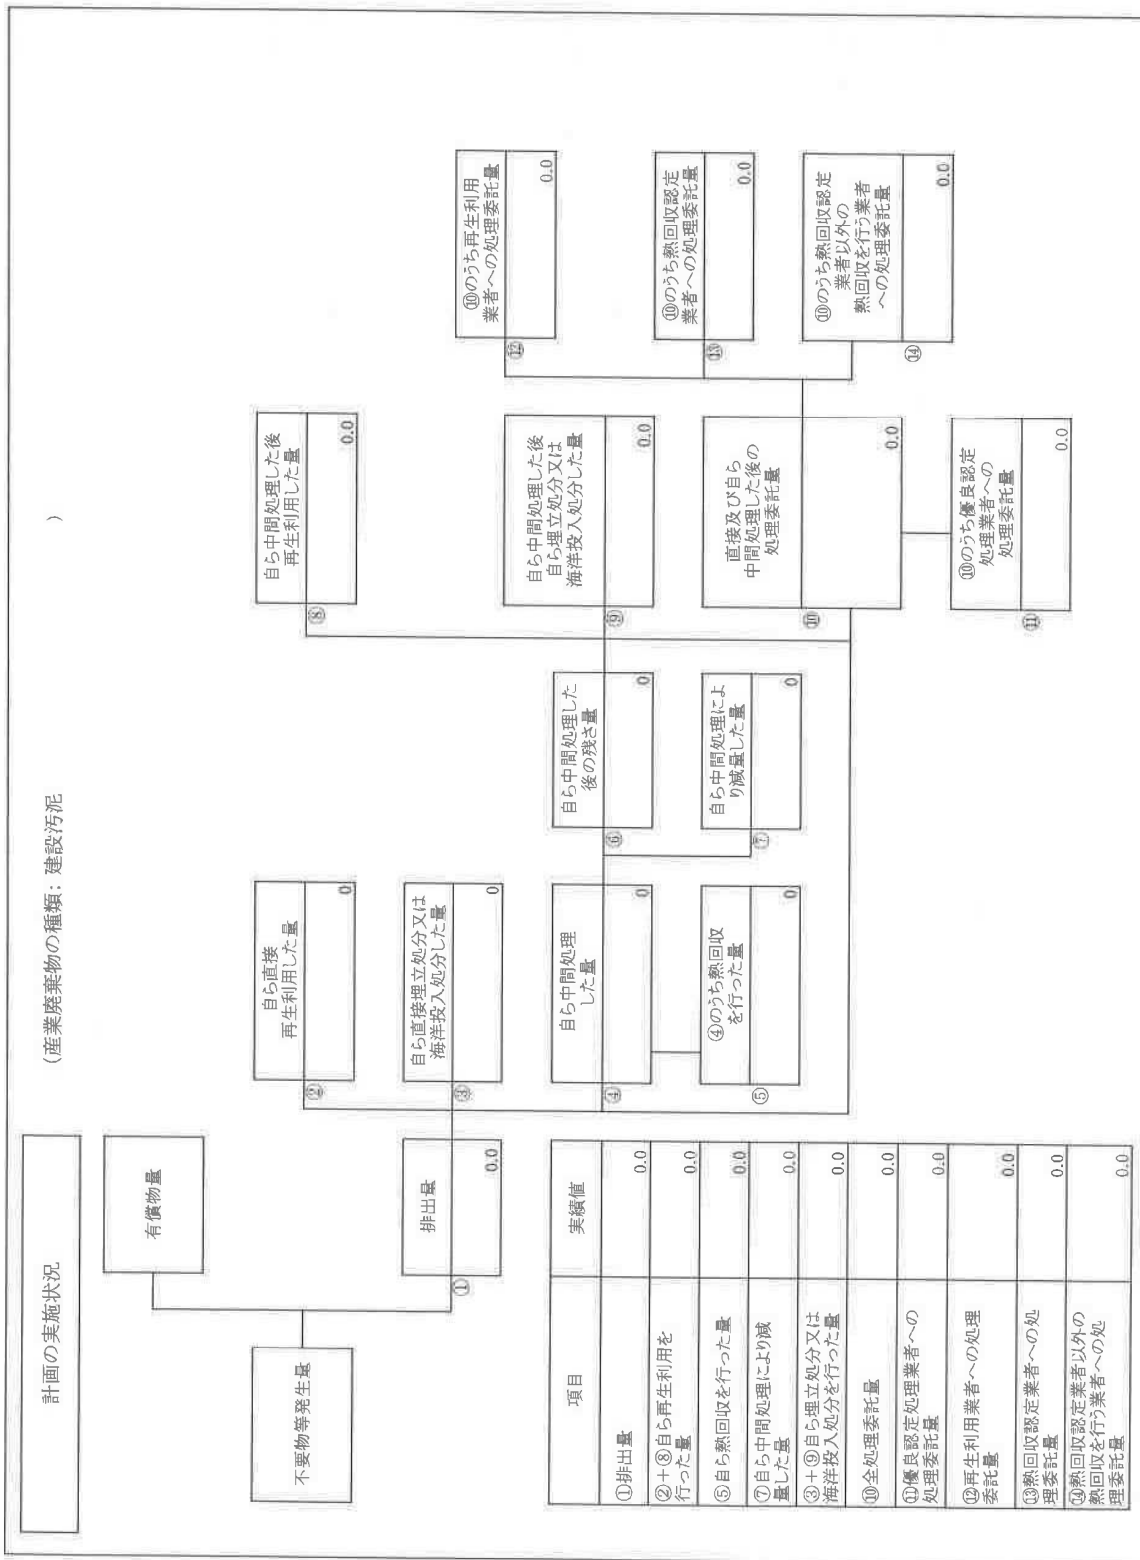 計画の実施状況
(産業廃棄物の種類: 建設汚泥
)
不要物等発生量
有償物量
①
排出量
0.0
②
自ら直接
再生利用した量
0
③
自ら直接埋立処分又は
海洋投入処分した量
0
④
自ら中間処理
した量
0
⑤
④のうち熱回収
を行った量
0
⑥
自ら中間処理した
後の残さ量
0
⑦
自ら中間処理によ
り減量した量
0
⑧
自ら中間処理した後
再生利用した量
0.0
⑨
自ら中間処理した後
自ら埋立処分又は
海洋投入処分した量
0.0
⑩
直接及び自ら
中間処理した後の
処理委託量
0.0
⑪
⑩のうち優良認定
処理業者への
処理委託量
0.0
⑫
⑩のうち再生利用
業者への処理委託量
0.0
⑬
⑩のうち熱回収認定
業者への処理委託量
0.0
⑭
⑩のうち熱回収認定
業者以外の
熱回収を行う業者
への処理委託量
0.0
項目
実績値
①排出量
0.0
②+⑧自ら再生利用を
行った量
0.0
⑤自ら熱回収を行った量
0.0
⑦自ら中間処理により減
量した量
0.0
③+⑨自ら埋立処分又は
海洋投入処分を行った量
0.0
⑩全処理委託量
0.0
⑪優良認定処理業者への
処理委託量
0.0
⑫再生利用業者への処理
委託量
0.0
⑬熱回収認定業者への処
理委託量
0.0
⑭熱回収認定業者以外の
熱回収を行う業者への処
理委託量
0.0